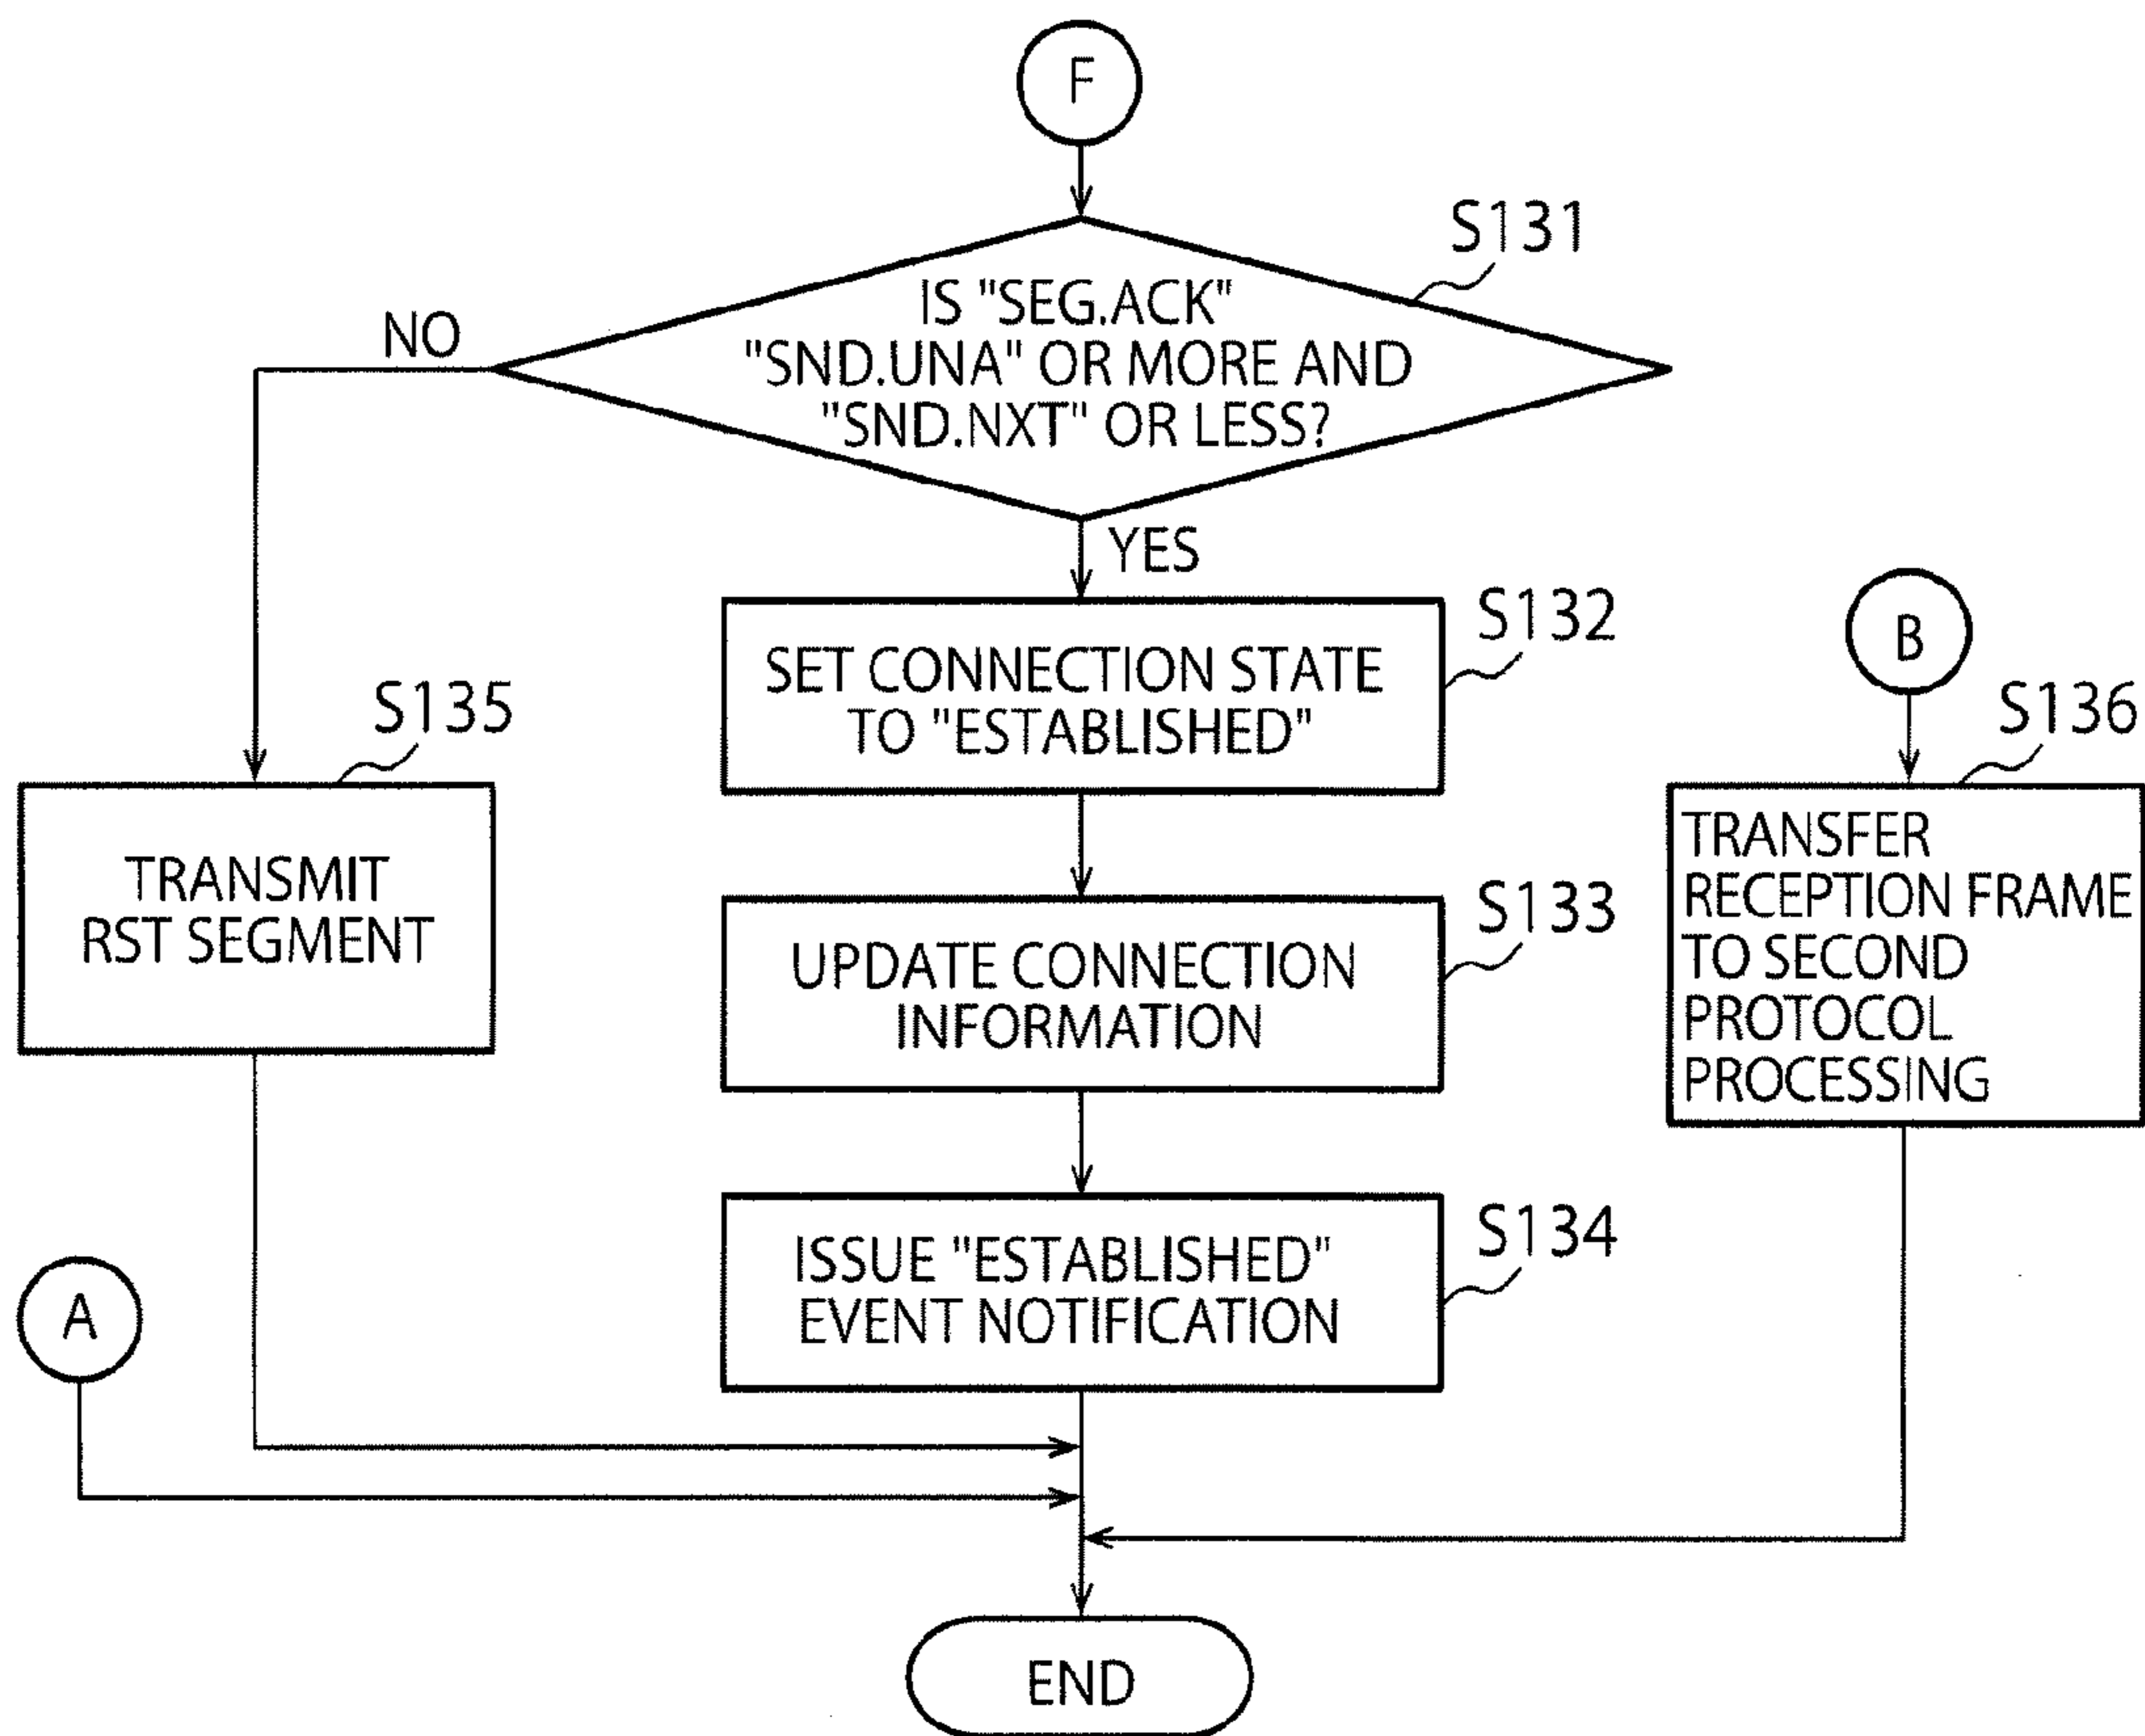 F
S131
IS "SEG.ACK"
"SND.UNA" OR MORE AND
"SND.NXT" OR LESS?
NO
YES
S132
SET CONNECTION STATE
TO "ESTABLISHED"
B
S135
TRANSMIT
RST SEGMENT
S136
TRANSFER
RECEPTION FRAME
TO SECOND
PROTOCOL
PROCESSING
S133
UPDATE CONNECTION
INFORMATION
S134
ISSUE "ESTABLISHED"
EVENT NOTIFICATION
A
END